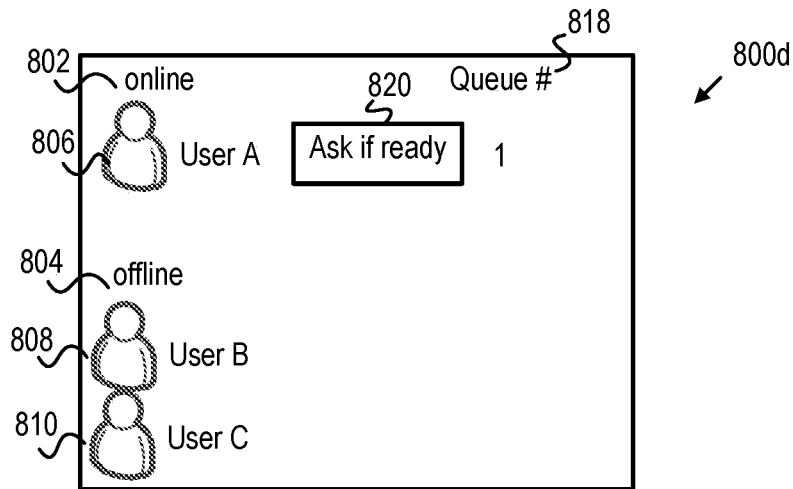 818
802
online
820
Queue #
800d
806
User A
Ask if ready
1
804
offline
808
User B
810
User C